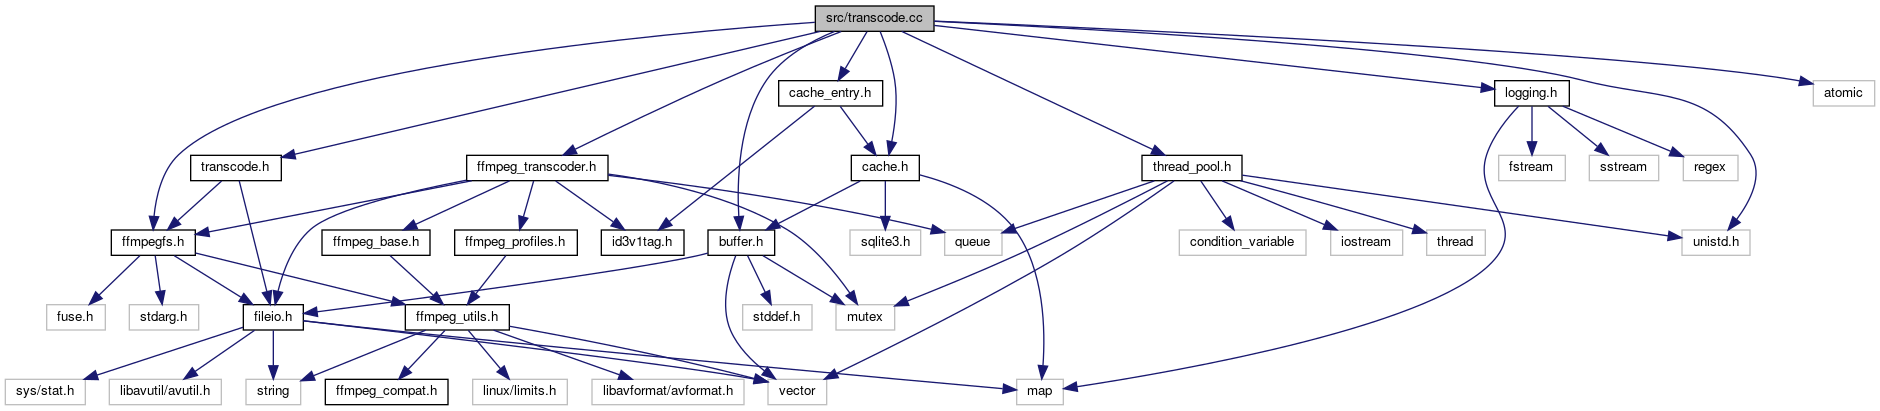 src/transcode.cc
cache_entry.h
logging.h
atomic
transcode.h
ffmpeg_transcoder.h
cache.h
thread_pool.h
fstream
sstream
regex
ffmpegfs.h
ffmpeg_base.h
ffmpeg_profiles.h
id3v1tag.h
buffer.h
sqlite3.h
queue
condition_variable
iostream
thread
unistd.h
fuse.h
stdarg.h
fileio.h
ffmpeg_utils.h
stddef.h
mutex
sys/stat.h
libavutil/avutil.h
string
ffmpeg_compat.h
linux/limits.h
libavformat/avformat.h
vector
map